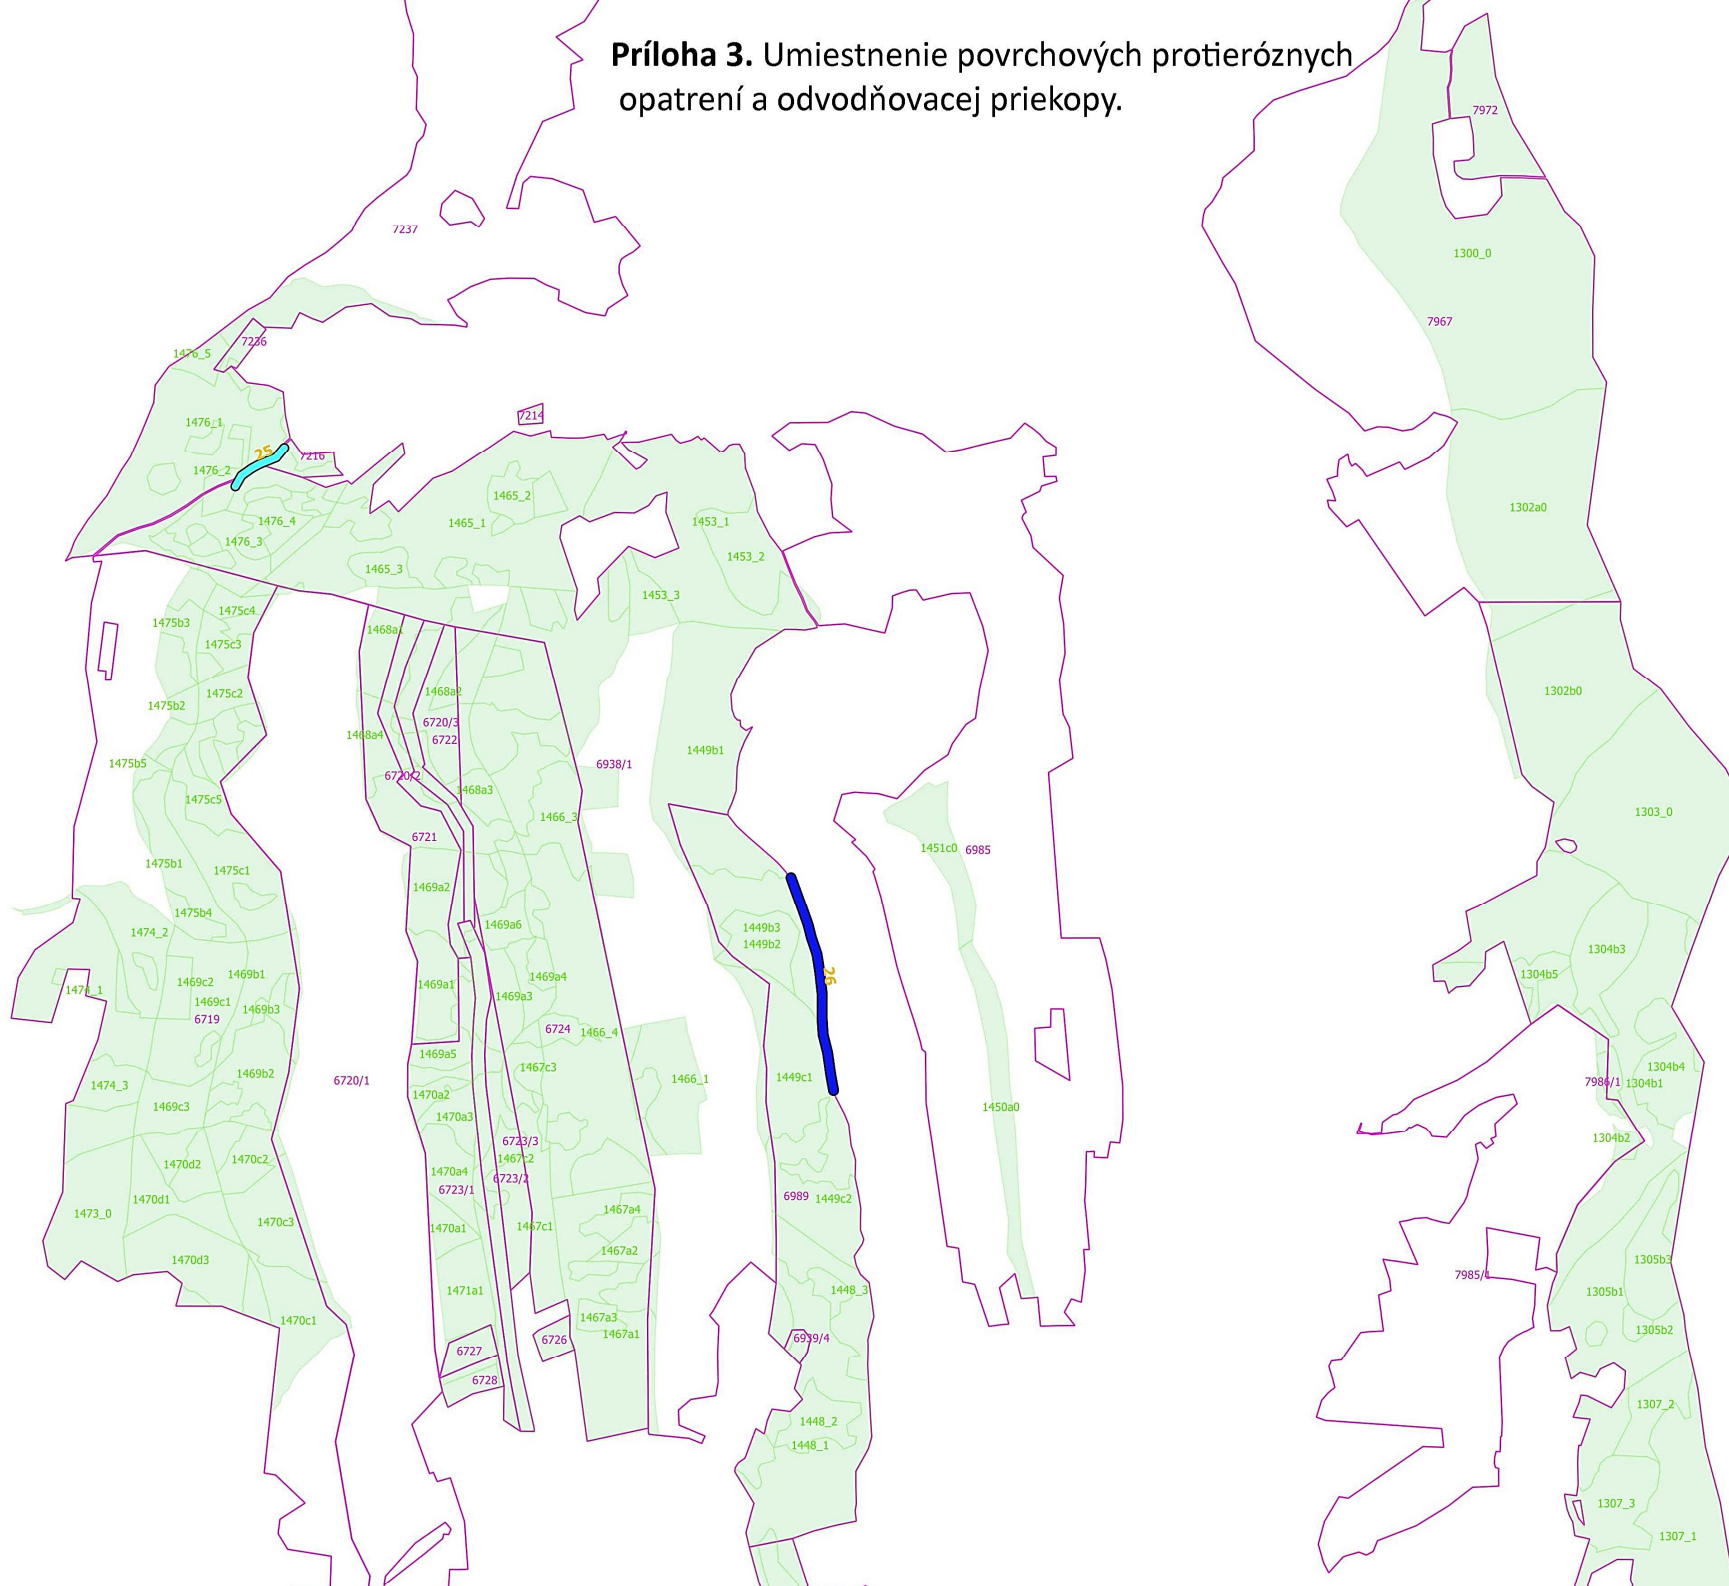 Príloha 3. Umiestnenie povrchových protieróznych
opatrení a odvodňovacej priekopy.
7972
7237
1300_0
7967
7236
1476_5
7214
1476_1
25
7216
1476_2
1465_2
1302a0
1476_4
1465_1
1453_1
1476_3
1453_2
1465_3
1453_3
1475c4
1475b3
1468a1
1475c3
1475c2
1468a2
1302b0
1475b2
6720/3
1468a4
6722
1449b1
1475b5
6938/1
6720/2
1468a3
1475c5
1303_0
1466_3
6721
1451c0
6985
1475b1
1475c1
1469a2
1475b4
1474_2
1469a6
1449b3
1449b2
1304b3
1469b1
1469c2
1469a4
26
1304b5
1474_1
1469a1
1469a3
1469c1
1469b3
6719
6724
1466_4
1469a5
1467c3
1304b4
1469b2
1449c1
6720/1
1466_1
7986/1
1304b1
1474_3
1470a2
1469c3
1470a3
1450a0
6723/3
1304b2
1470c2
1467c2
1470d2
1470a4
6723/2
6723/1
6989
1449c2
1470d1
1473_0
1467a4
1470c3
1470a1
1467c1
1467a2
1470d3
1305b3
7985/1
1471a1
1448_3
1305b1
1467a3
1470c1
1305b2
1467a1
6726
6939/4
6727
6728
1307_2
1448_2
1448_1
1307_3
1307_1